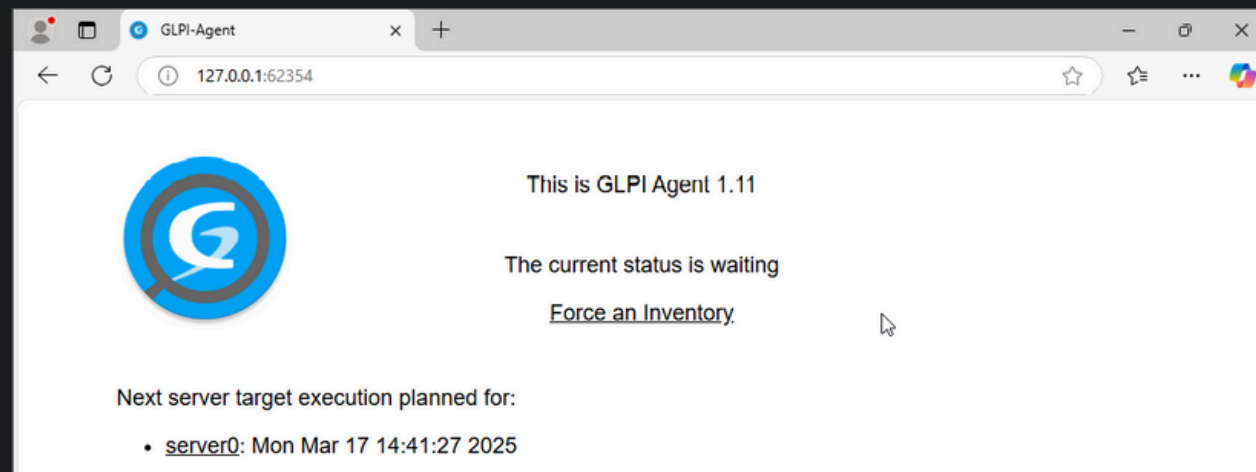 GLPI-Agent
127.0.0.1:62354
This is GLPI Agent 1.11
The current status is waiting
Force an Inventory
Next server target execution planned for:
• server0: Mon Mar 17 14:41:27 2025